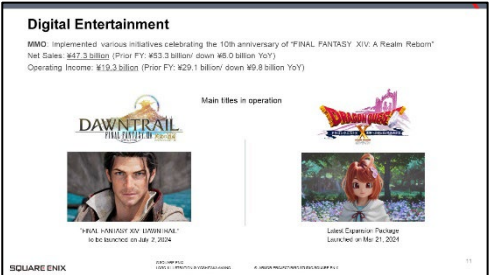 Digital Entertainment
MMO: Implemented various initiatives celebrating the 10th anniversary of "FINAL FANTASY XIV: A Realm Reborn"
Net Sales: ¥47.3 billion (Prior FY: ¥53.3 billion/ down ¥6.0 billion YoY)
Operating Income: ¥19.3 billion (Prior FY: ¥29.1 billion/ down ¥9.8 billion YoY)
Main titles in operation
DAWNTRAIL
FINAL FANTASY XIV
DRAGON QUEST
X
"FINAL FANTASY XIV: DAWNTRAIL"
To be launched on July 2, 2024
Latest Expansion Package
Launched on Mar 21, 2024
SQUARE ENIX
11